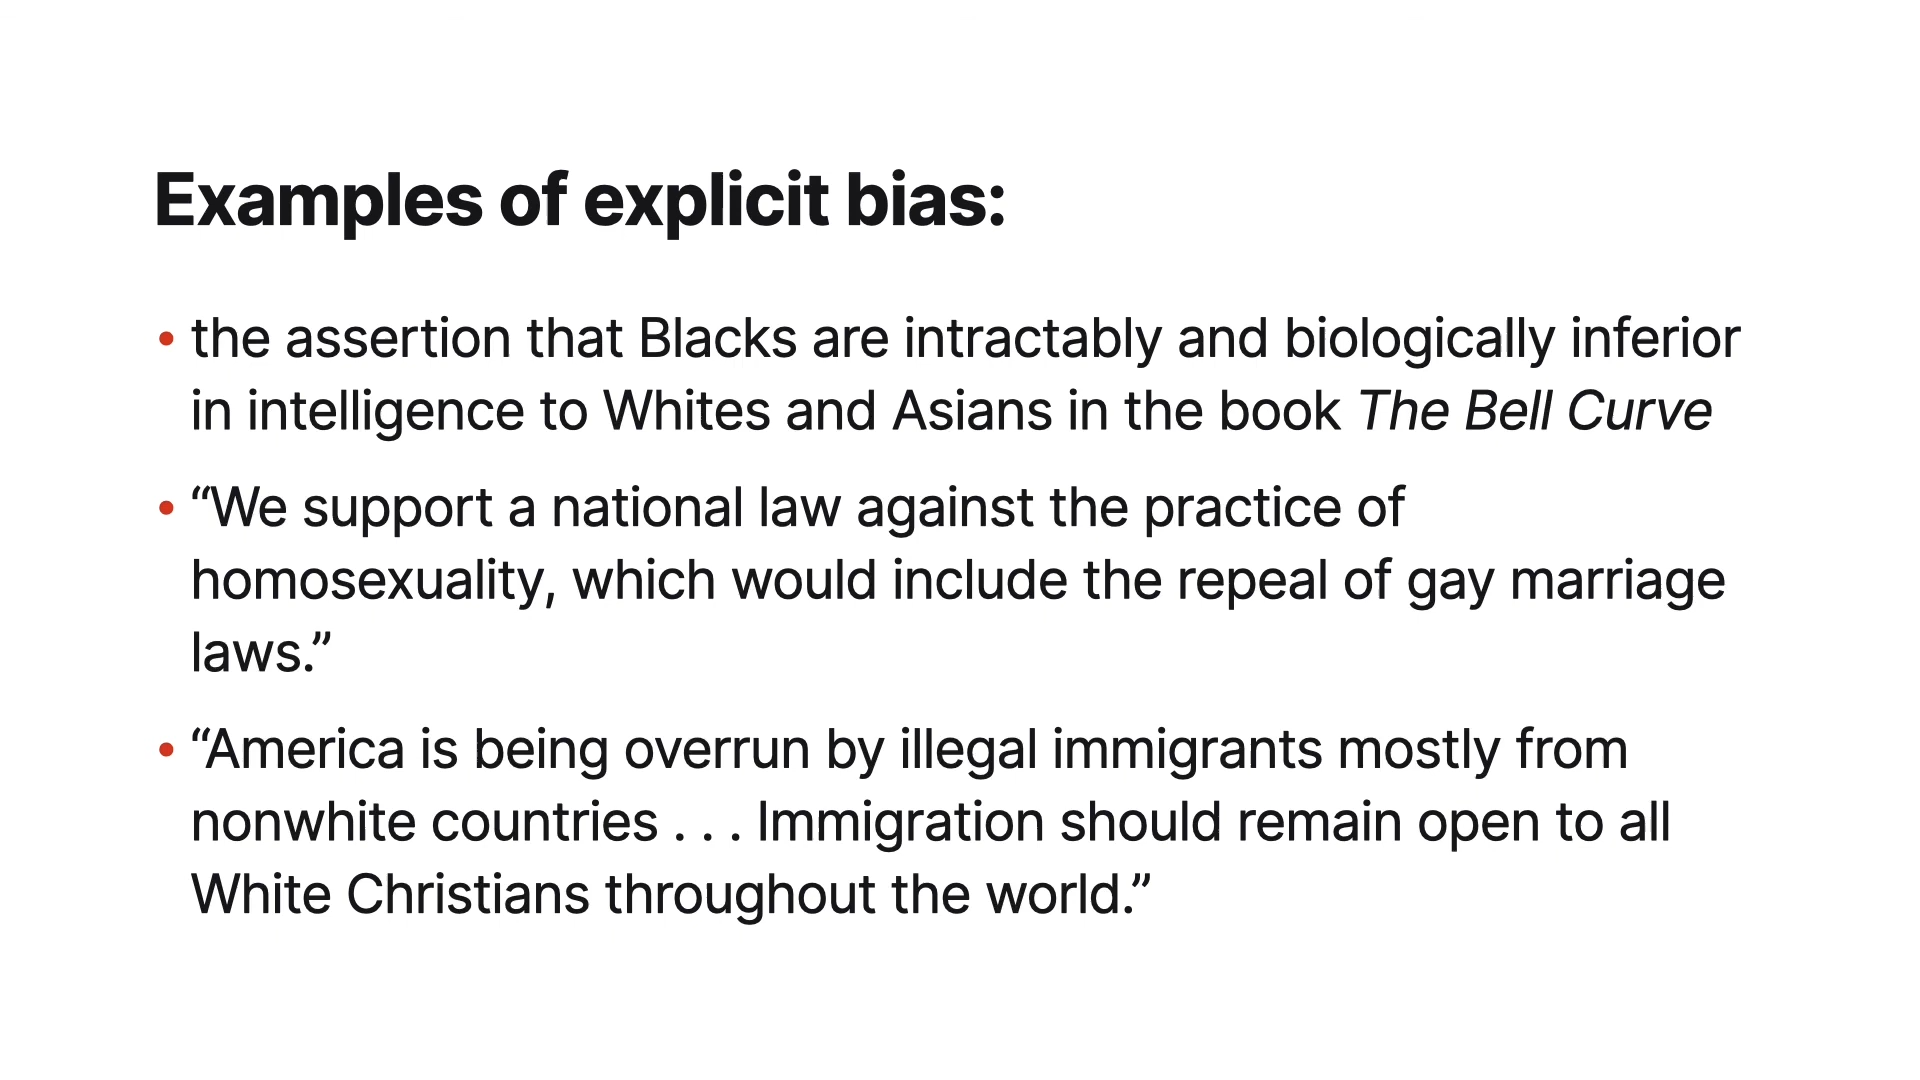 Examples of explicit bias:
• the assertion that Blacks are intractably and biologically inferior
in intelligence to Whites and Asians in the book The Bell Curve
• “We support a national law against the practice of
homosexuality, which would include the repeal of gay marriage
laws.”
• “America is being overrun by illegal immigrants mostly from
nonwhite countries . . . Immigration should remain open to all
White Christians throughout the world.”